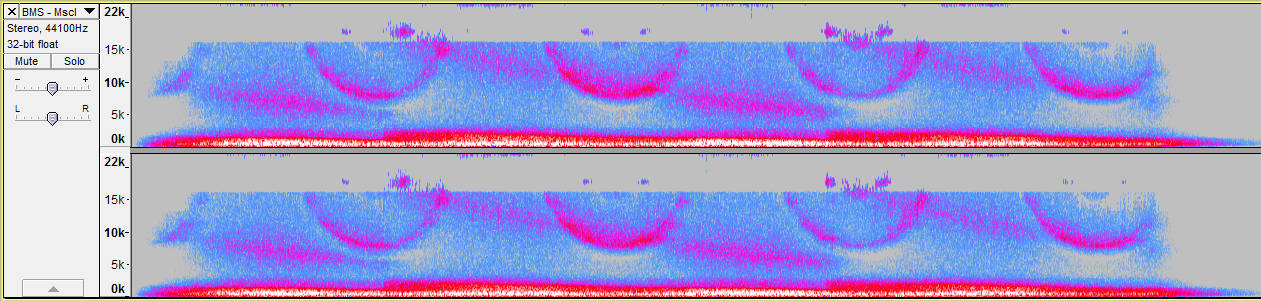 BMS - Mscl
Stereo, 44100Hz
32-bit float
Mute Solo
- +
L R
22k
15k
10k
5k
0k
22k
15k
10k
5k
0k